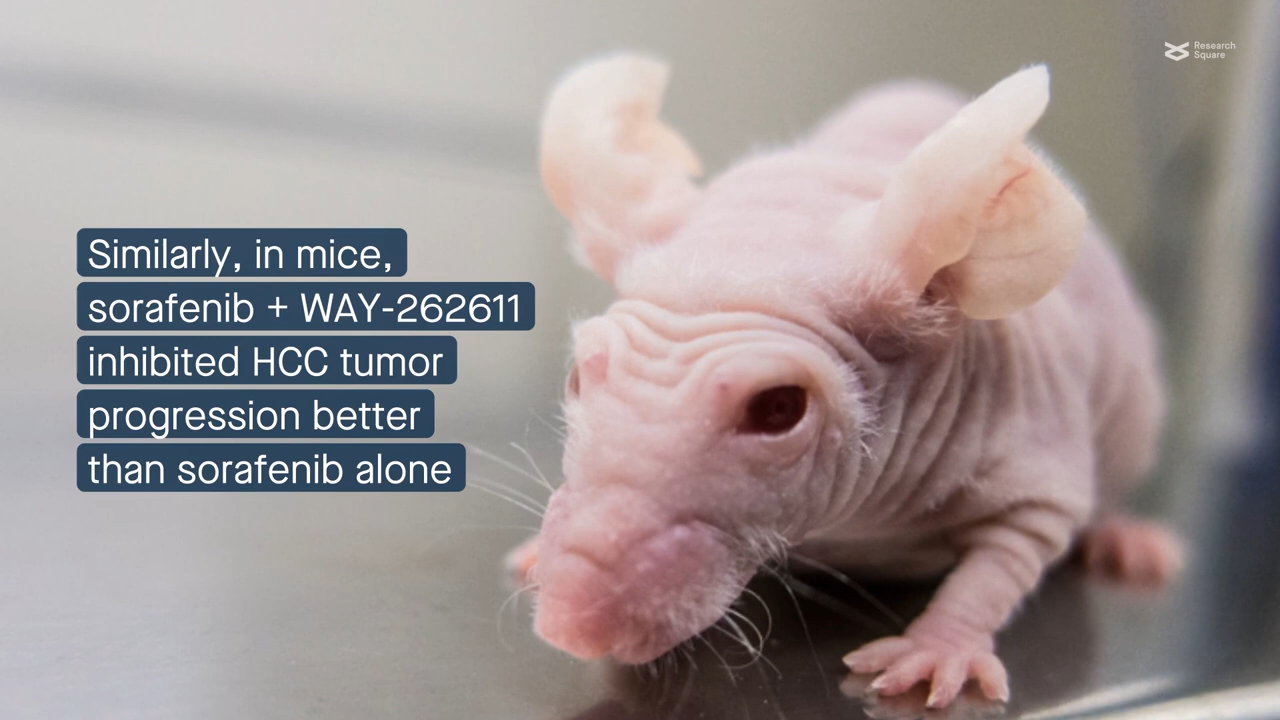 Research
Square
Similarly, in mice,
sorafenib + WAY-262611
inhibited HCC tumor
progression better
than sorafenib alone